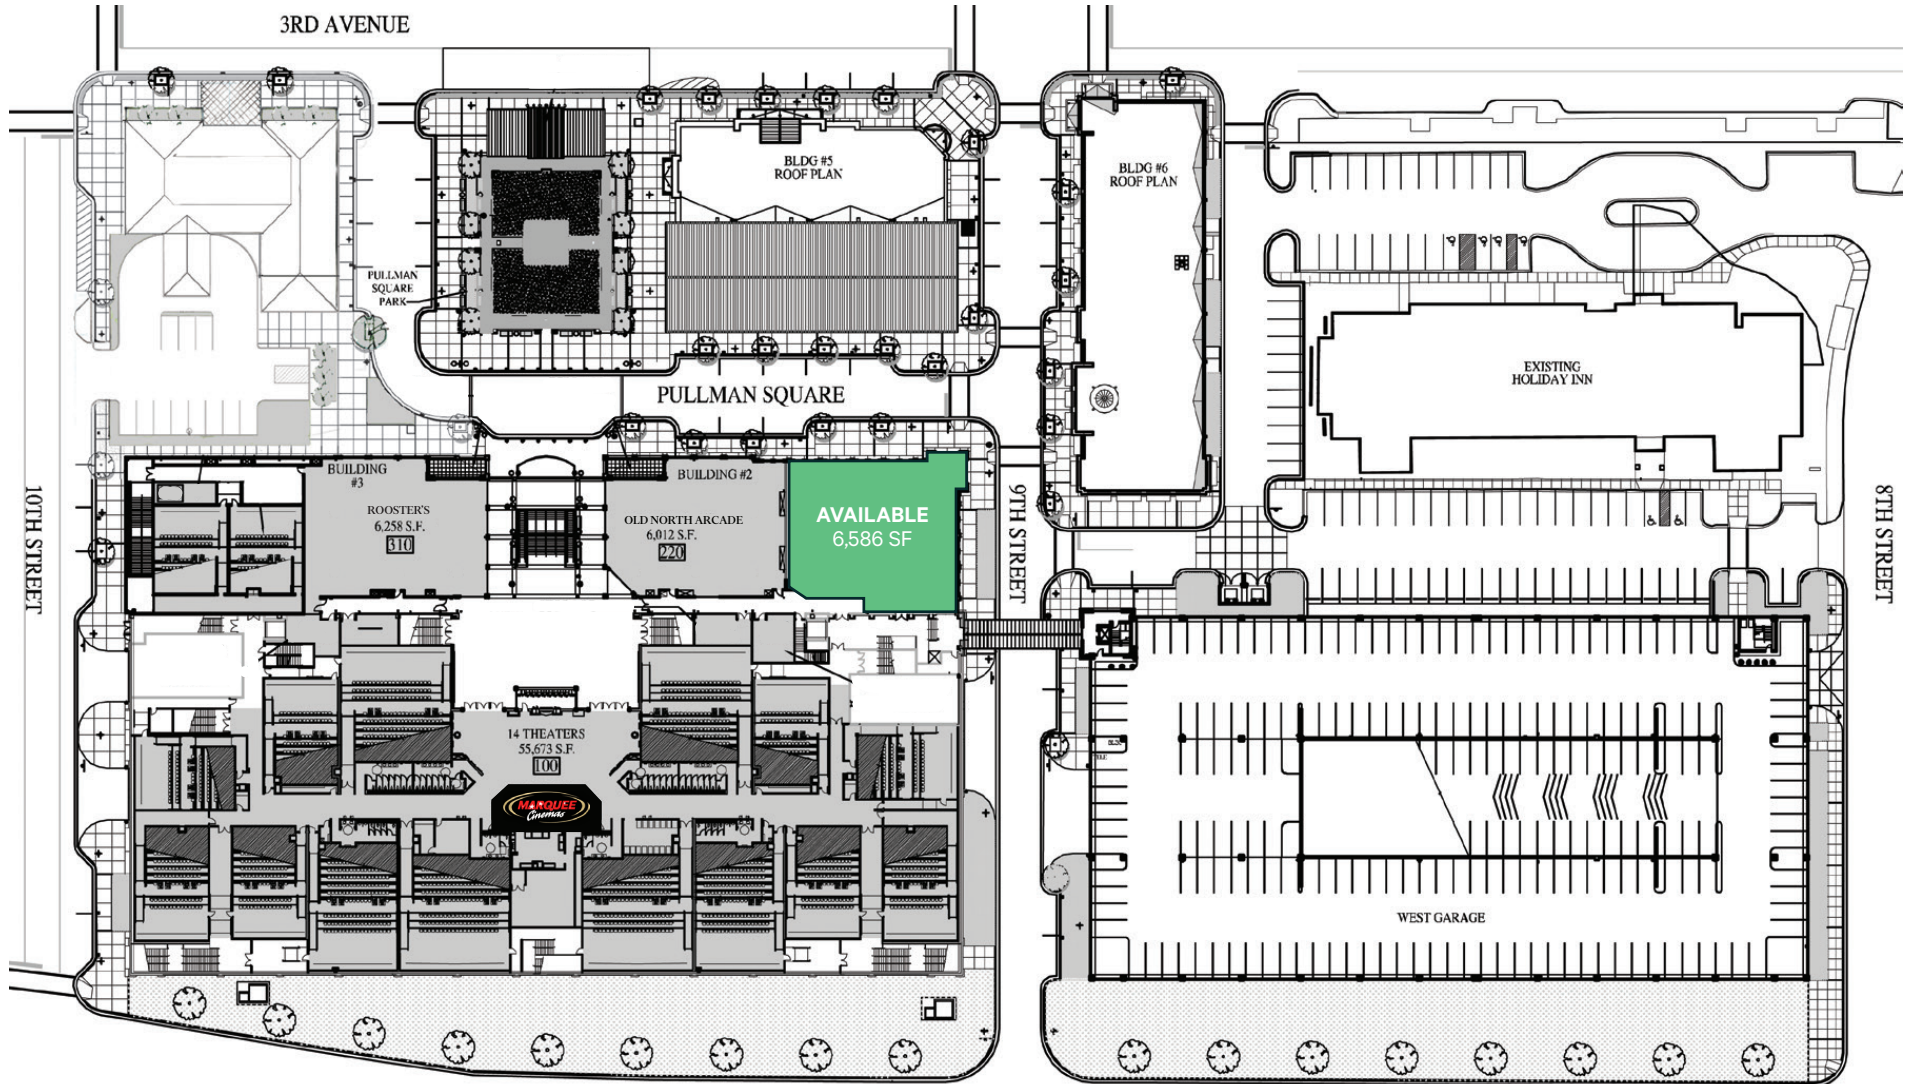 3RD AVENUE
BLDG #5
ROOF PLAN
BLDG #6
ROOF PLAN
PULLMAN
SQUARE
PARK
EXISTING
HOLIDAY INN
PULLMAN SQUARE
BUILDING
#3
BUILDING #2
ROOSTER'S
6,258 S.F.
310
OLD NORTH ARCADE
6,012 S.F.
220
AVAILABLE
6,586 SF
10TH STREET
9TH STREET
8TH STREET
14 THEATERS
55,673 S.F.
100
MARQUEE
Cinemas
WEST GARAGE